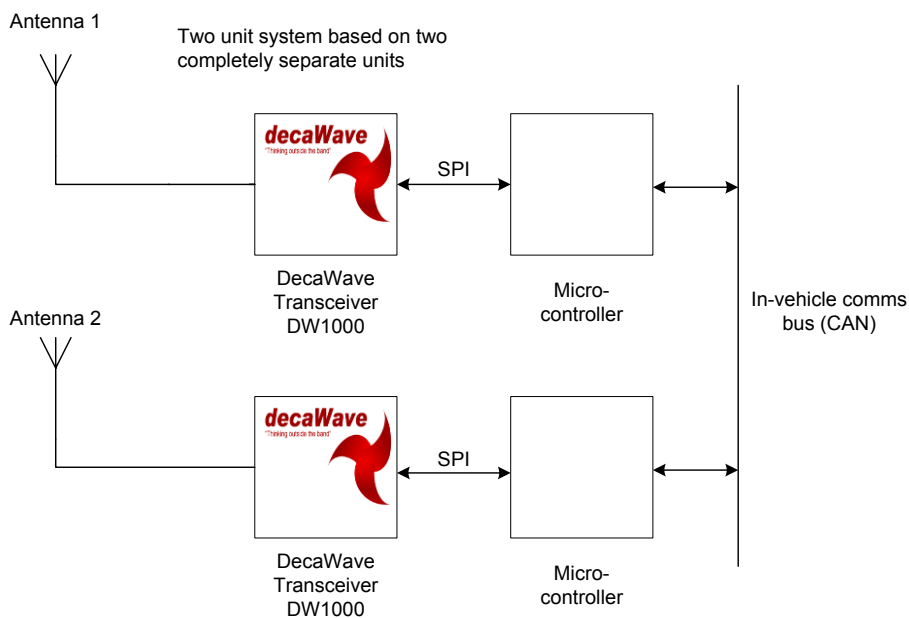 Antenna 1
Two unit system based on two
completely separate units
decaWave
"Thinking outside the band"
SPI
DecaWave
Transceiver
DW1000
Micro-
controller
In-vehicle comms
bus (CAN)
Antenna 2
decaWave
"Thinking outside the band"
SPI
DecaWave
Transceiver
DW1000
Micro-
controller